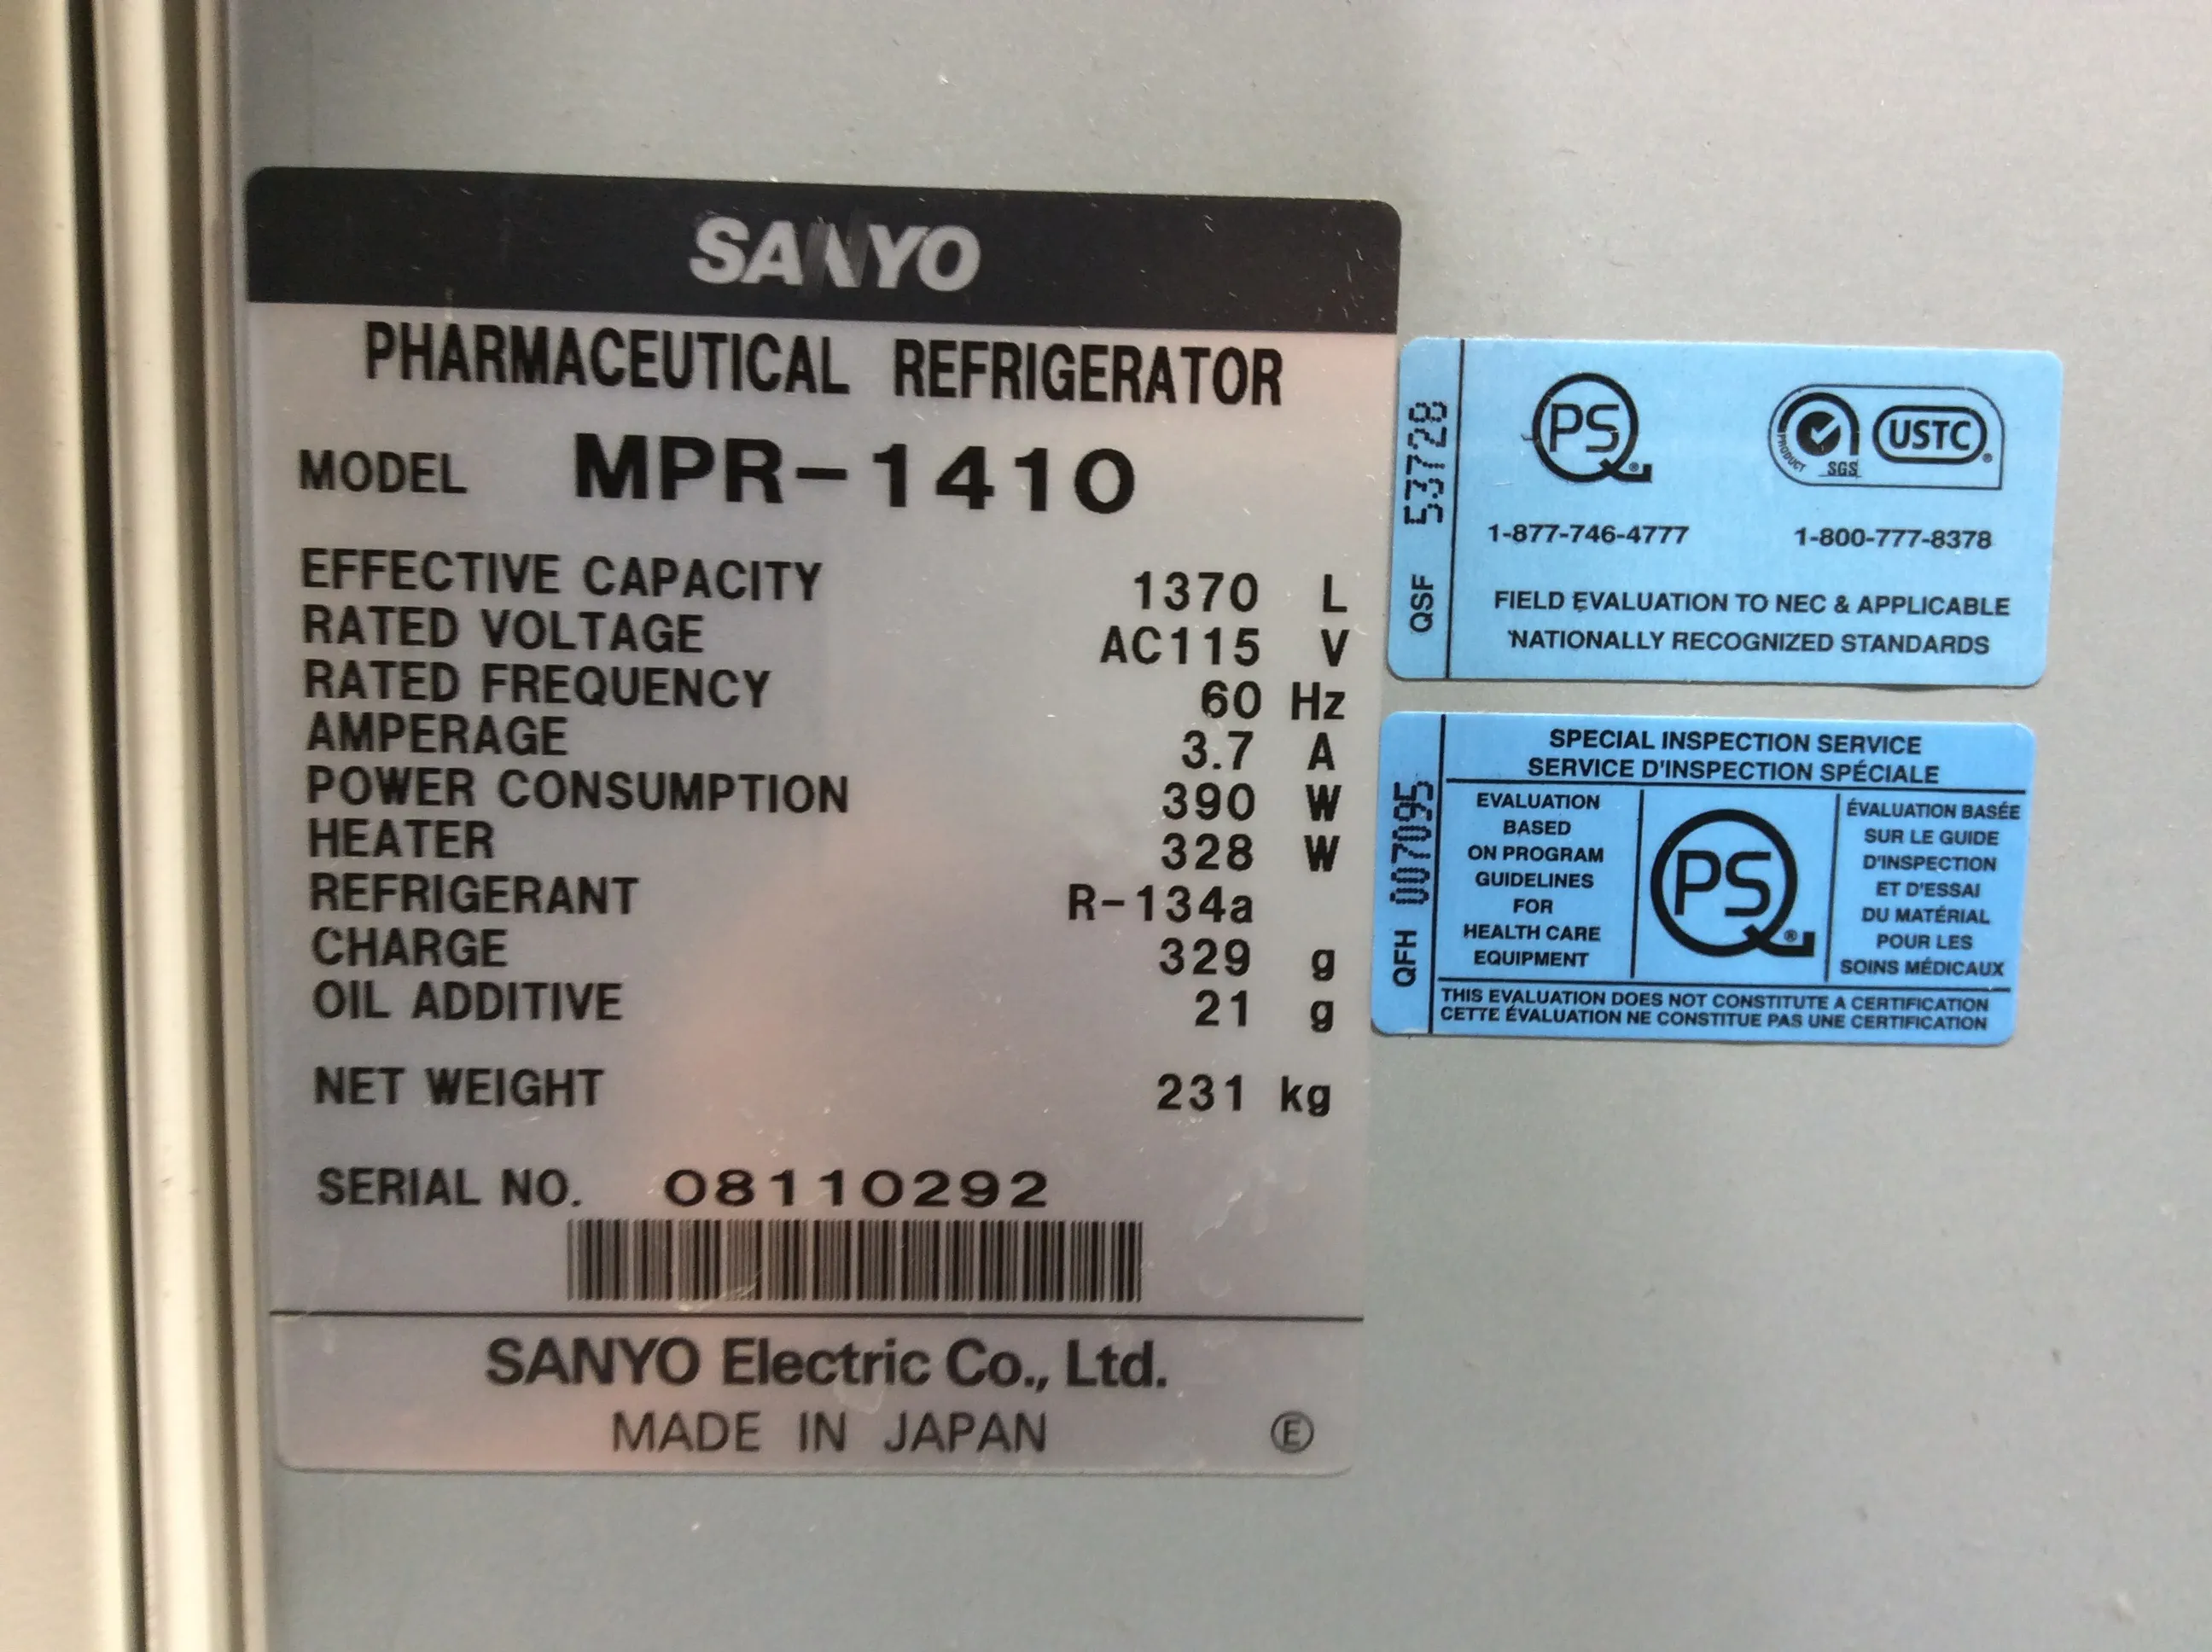 SANYO
PHARMACEUTICAL REFRIGERATOR
MODEL MPR-1410
EFFECTIVE CAPACITY 1370 L
RATED VOLTAGE AC115 V
RATED FREQUENCY 60 Hz
AMPERAGE 3.7 A
POWER CONSUMPTION 390 W
HEATER 328 W
REFRIGERANT R-134a
CHARGE 329 g
OIL ADDITIVE 21 g
NET WEIGHT 231 kg
SERIAL NO. 08110292
SANYO Electric Co., Ltd.
MADE IN JAPAN Ⓔ
QSF 53728
PS Q®
PRODUCT SGS USTC®
1-877-746-4777 1-800-777-8378
FIELD EVALUATION TO NEC & APPLICABLE
NATIONALLY RECOGNIZED STANDARDS
QFH 007095
SPECIAL INSPECTION SERVICE
SERVICE D'INSPECTION SPÉCIALE
EVALUATION
BASED
ON PROGRAM
GUIDELINES
FOR
HEALTH CARE
EQUIPMENT
PS Q®
ÉVALUATION BASÉE
SUR LE GUIDE
D'INSPECTION
ET D'ESSAI
DU MATÉRIAL
POUR LES
SOINS MÉDICAUX
THIS EVALUATION DOES NOT CONSTITUTE A CERTIFICATION
CETTE ÉVALUATION NE CONSTITUE PAS UNE CERTIFICATION